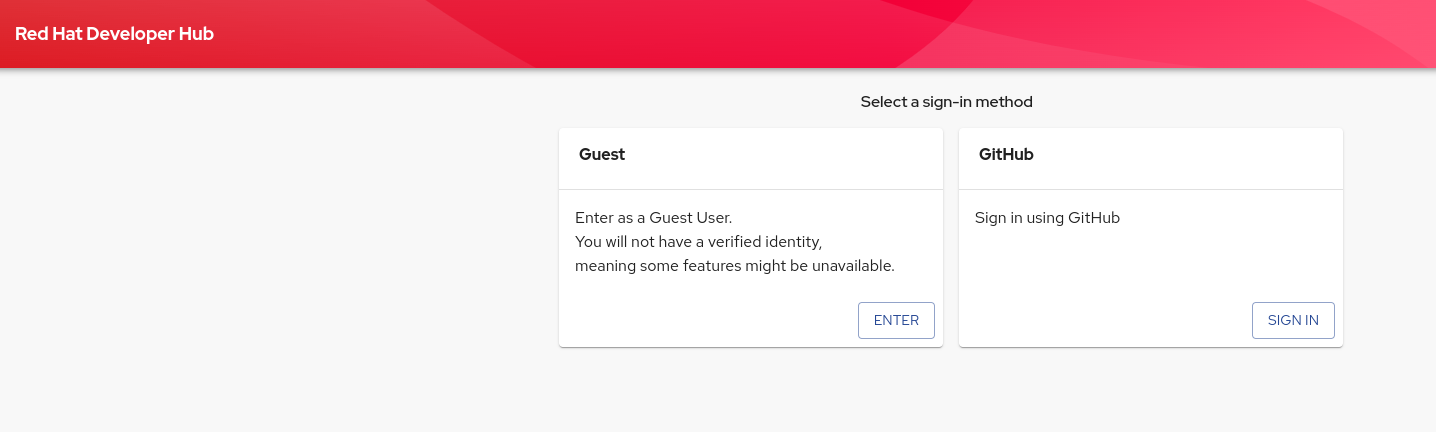 Red Hat Developer Hub
Select a sign-in method
Guest
Enter as a Guest User.
You will not have a verified identity,
meaning some features might be unavailable.
ENTER
GitHub
Sign in using GitHub
SIGN IN